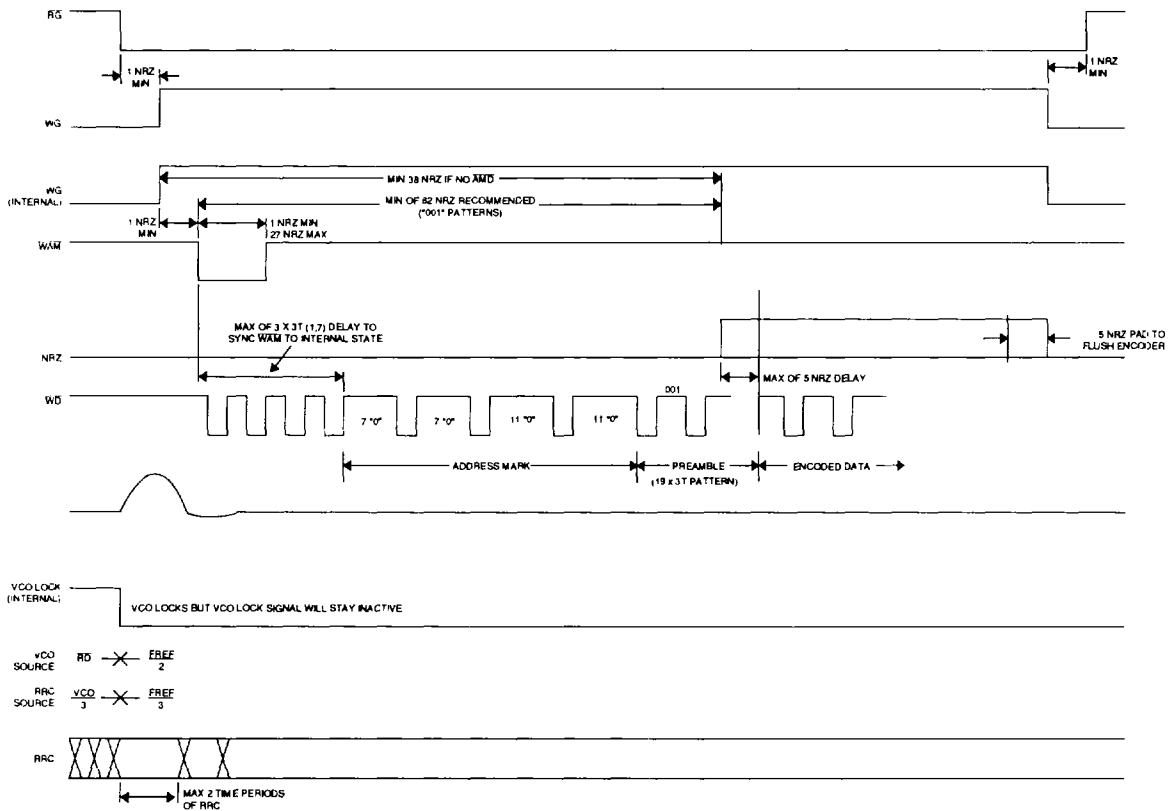 RG
1 NRZ
MIN
1 NRZ
MIN
WG
WG
(INTERNAL)
MIN 38 NRZ IF NO AMD
MIN OF 82 NRZ RECOMMENDED
("001" PATTERNS)
1 NRZ
MIN
1 NRZ MIN
27 NRZ MAX
WAM
MAX OF 3 X 3T (1,7) DELAY TO
SYNC WAM TO INTERNAL STATE
NRZ
5 NRZ PAD TO
FLUSH ENCODER
MAX OF 5 NRZ DELAY
001
WD
7 "0"
7 "0"
11 "0"
11 "0"
ADDRESS MARK
PREAMBLE
(19 x 3T PATTERN)
ENCODED DATA
VCO LOCK
(INTERNAL)
VCO LOCKS BUT VCO LOCK SIGNAL WILL STAY INACTIVE
VCO
SOURCE
RD
FREF
2
RRC
SOURCE
VCO
3
FREF
3
RRC
MAX 2 TIME PERIODS
OF RRC